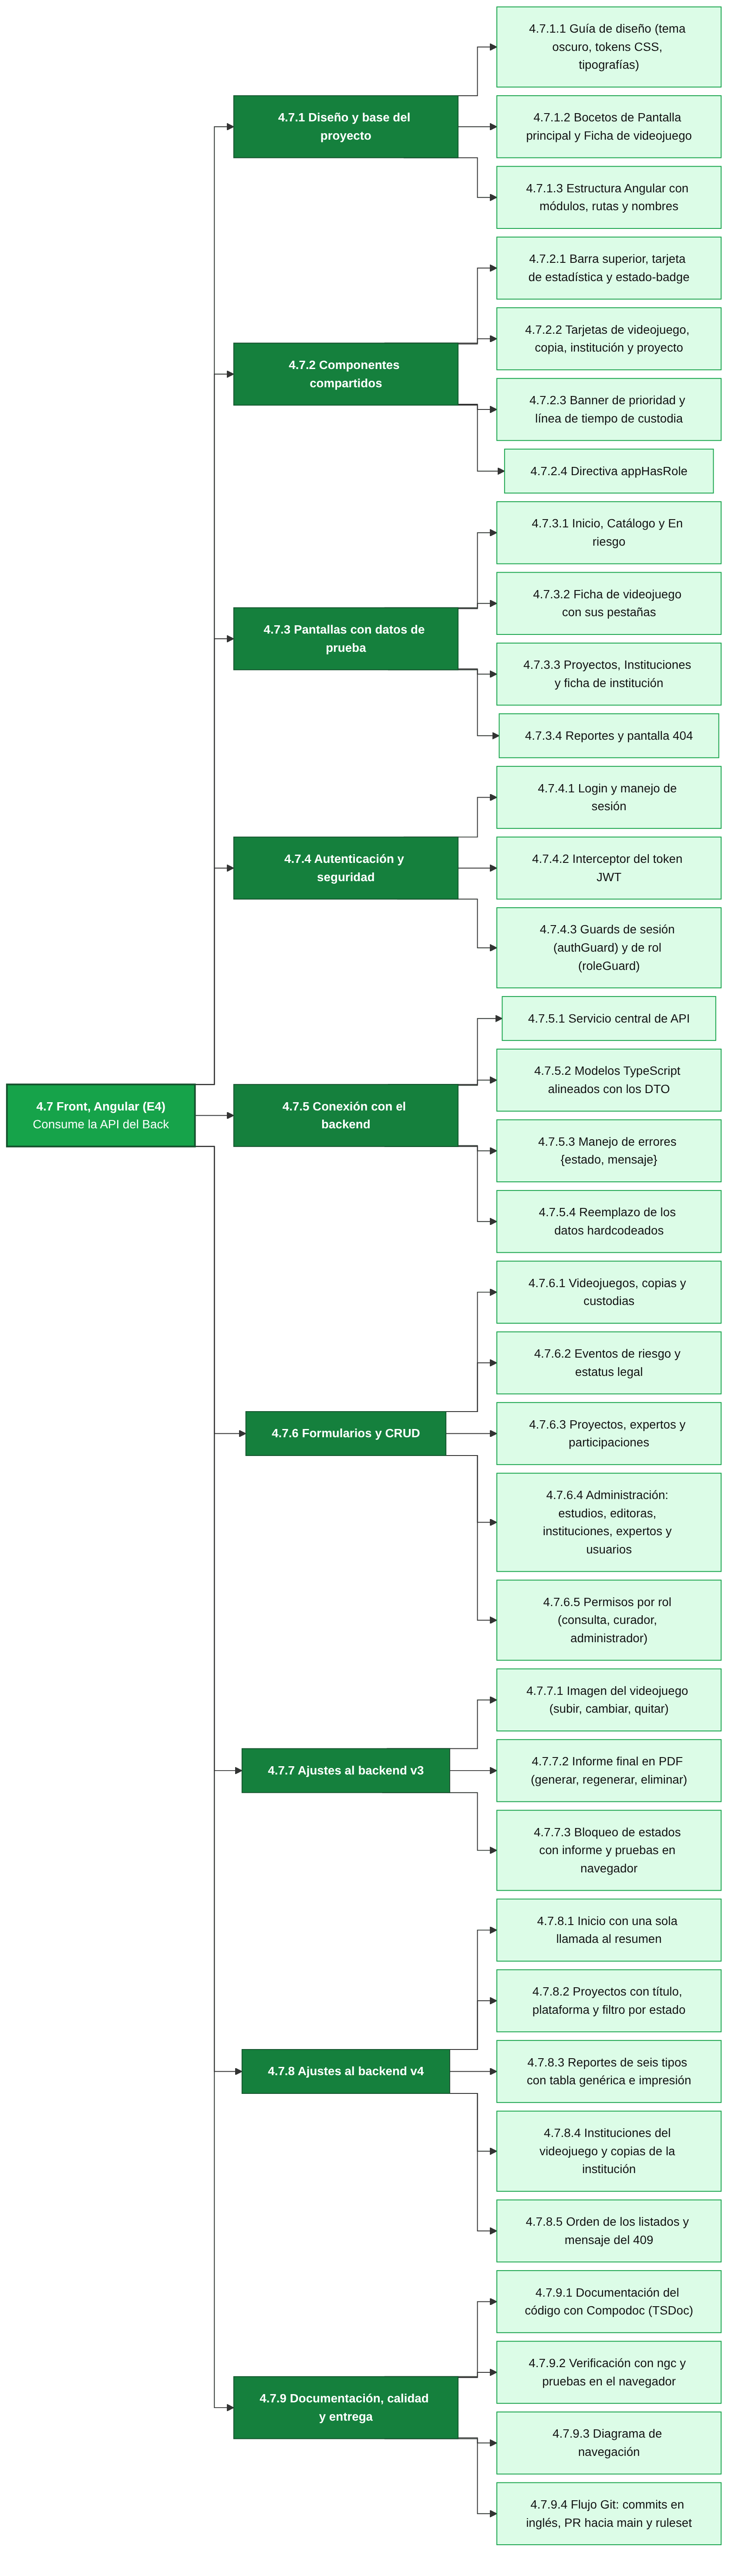 4.7 Front, Angular (E4)
Consume la API del Back
4.7.1 Diseño y base del
proyecto
4.7.1.1 Guía de diseño (tema
oscuro, tokens CSS,
tipografías)
4.7.1.2 Bocetos de Pantalla
principal y Ficha de videojuego
4.7.1.3 Estructura Angular con
módulos, rutas y nombres
4.7.2 Componentes
compartidos
4.7.2.1 Barra superior, tarjeta
de estadística y estado-badge
4.7.2.2 Tarjetas de videojuego,
copia, institución y proyecto
4.7.2.3 Banner de prioridad y
línea de tiempo de custodia
4.7.2.4 Directiva appHasRole
4.7.3 Pantallas con datos de
prueba
4.7.3.1 Inicio, Catálogo y En
riesgo
4.7.3.2 Ficha de videojuego
con sus pestañas
4.7.3.3 Proyectos, Instituciones
y ficha de institución
4.7.3.4 Reportes y pantalla 404
4.7.4 Autenticación y
seguridad
4.7.4.1 Login y manejo de
sesión
4.7.4.2 Interceptor del token
JWT
4.7.4.3 Guards de sesión
(authGuard) y de rol
(roleGuard)
4.7.5 Conexión con el
backend
4.7.5.1 Servicio central de API
4.7.5.2 Modelos TypeScript
alineados con los DTO
4.7.5.3 Manejo de errores
{estado, mensaje}
4.7.5.4 Reemplazo de los
datos hardcodeados
4.7.6 Formularios y CRUD
4.7.6.1 Videojuegos, copias y
custodias
4.7.6.2 Eventos de riesgo y
estatus legal
4.7.6.3 Proyectos, expertos y
participaciones
4.7.6.4 Administración:
estudios, editoras,
instituciones, expertos y
usuarios
4.7.6.5 Permisos por rol
(consulta, curador,
administrador)
4.7.7 Ajustes al backend v3
4.7.7.1 Imagen del videojuego
(subir, cambiar, quitar)
4.7.7.2 Informe final en PDF
(generar, regenerar, eliminar)
4.7.7.3 Bloqueo de estados
con informe y pruebas en
navegador
4.7.8 Ajustes al backend v4
4.7.8.1 Inicio con una sola
llamada al resumen
4.7.8.2 Proyectos con título,
plataforma y filtro por estado
4.7.8.3 Reportes de seis tipos
con tabla genérica e impresión
4.7.8.4 Instituciones del
videojuego y copias de la
institución
4.7.8.5 Orden de los listados y
mensaje del 409
4.7.9 Documentación, calidad
y entrega
4.7.9.1 Documentación del
código con Compodoc (TSDoc)
4.7.9.2 Verificación con ngc y
pruebas en el navegador
4.7.9.3 Diagrama de
navegación
4.7.9.4 Flujo Git: commits en
inglés, PR hacia main y ruleset